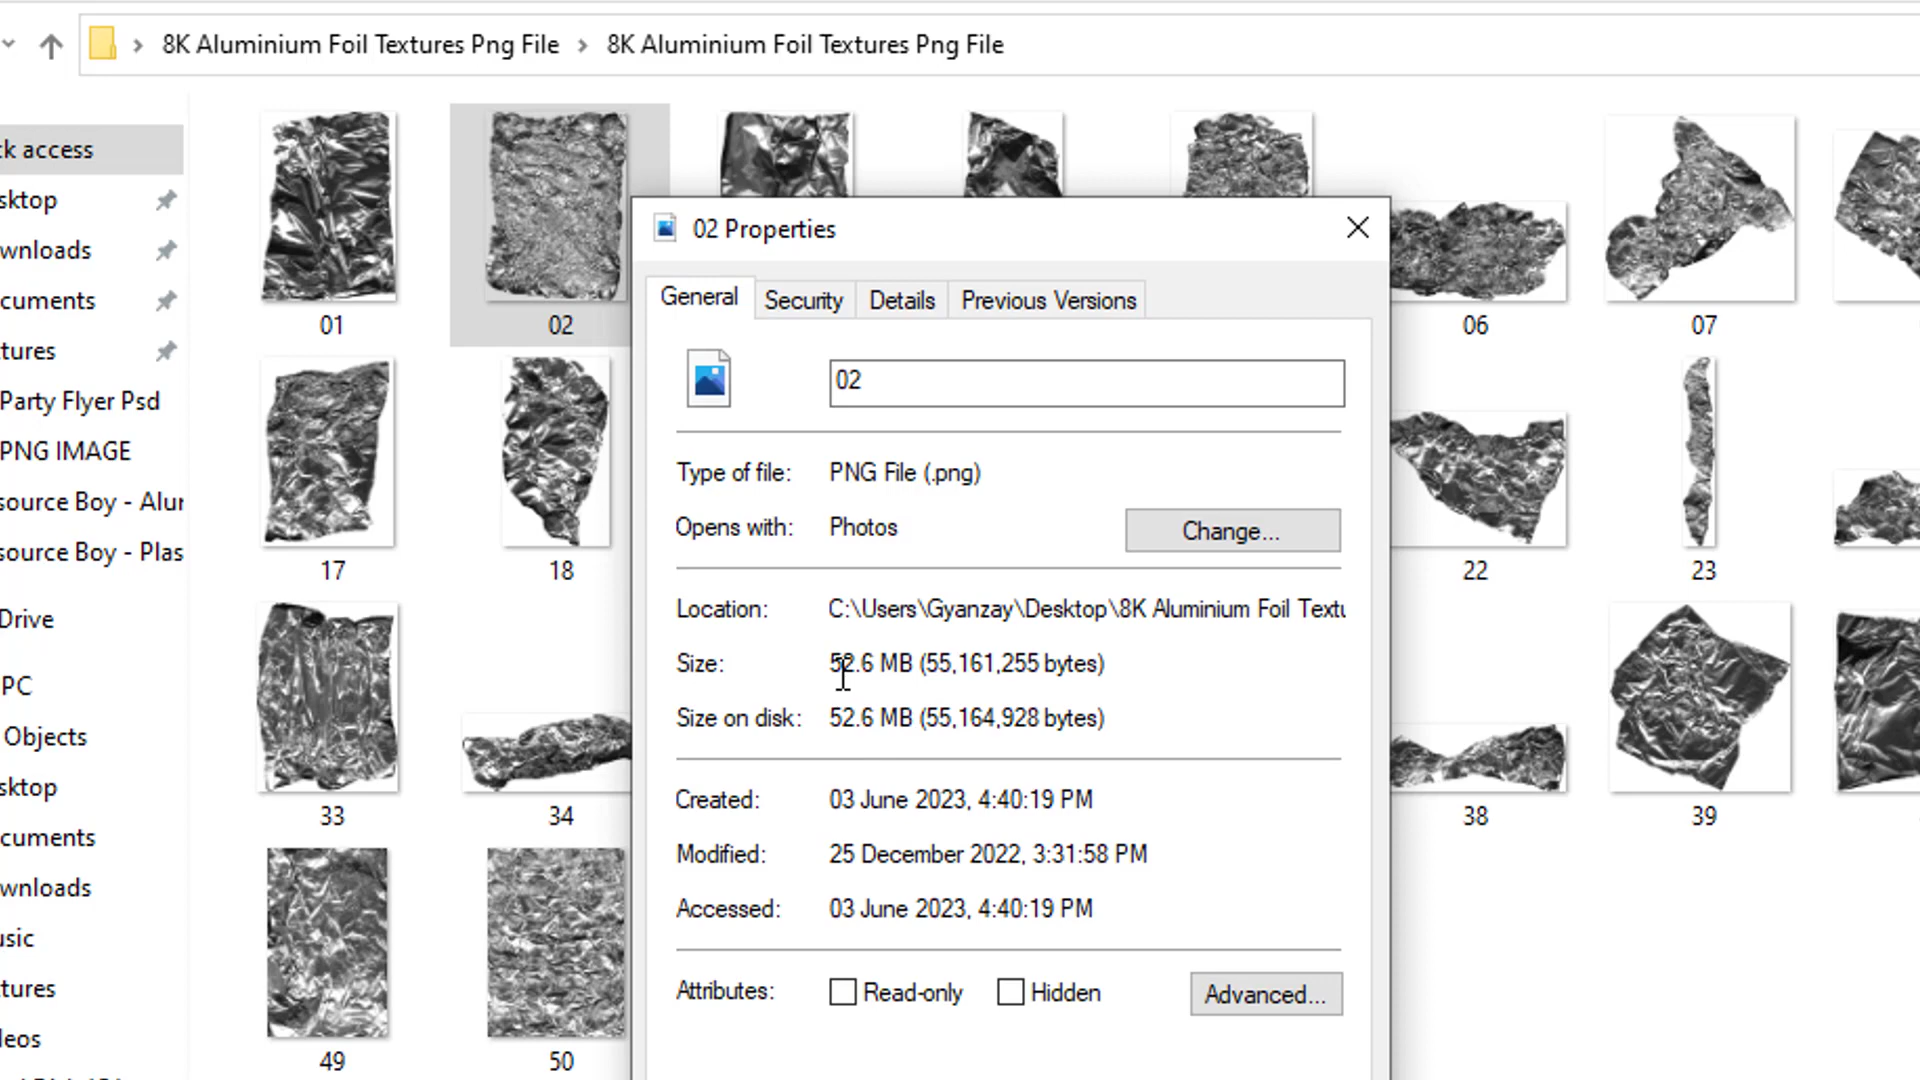 8K Aluminium Foil Textures Png File > 8K Aluminium Foil Textures Png File
ck access
sktop
wnloads
cuments
tures
Party Flyer Psd
PNG IMAGE
source Boy - Alur
source Boy - Plas
Drive
PC
Objects
sktop
cuments
wnloads
usic
tures
leos
01
02
06
07
17
18
22
23
33
34
38
39
49
50
02 Properties
General Security Details Previous Versions
02
Type of file: PNG File (.png)
Opens with: Photos Change...
Location: C:\Users\Gyanzay\Desktop\8K Aluminium Foil Textu
Size: 52.6 MB (55,161,255 bytes)
Size on disk: 52.6 MB (55,164,928 bytes)
Created: 03 June 2023, 4:40:19 PM
Modified: 25 December 2022, 3:31:58 PM
Accessed: 03 June 2023, 4:40:19 PM
Attributes: Read-only Hidden Advanced...